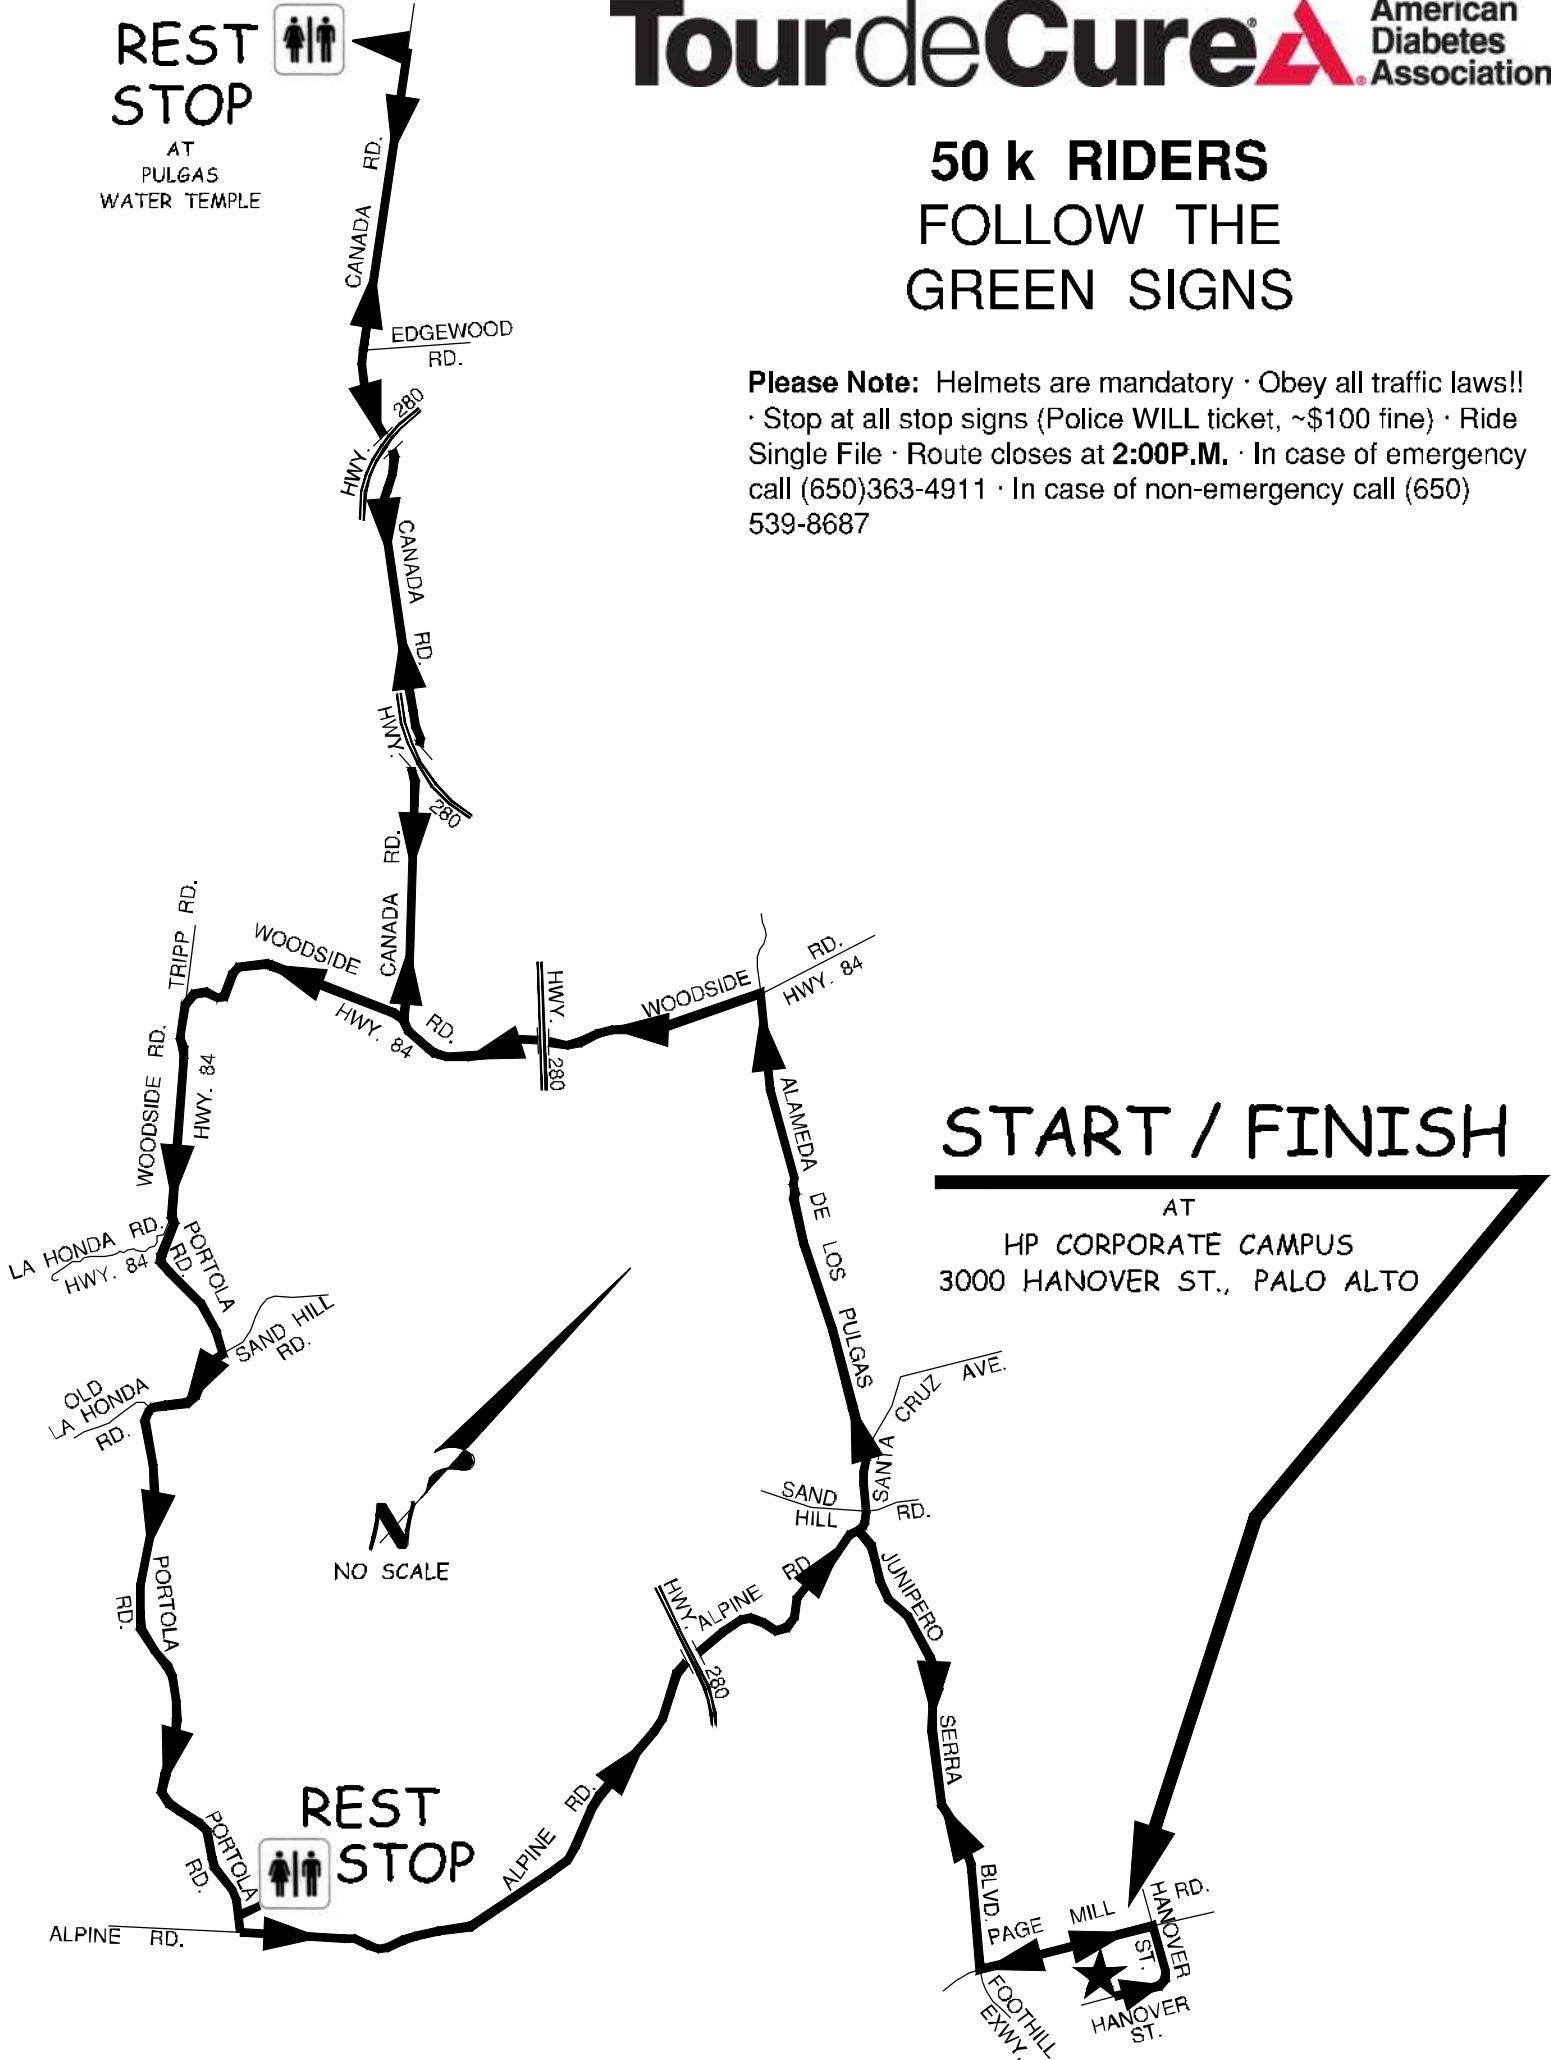 REST
STOP
AT
PULGAS
WATER TEMPLE
TourdeCure
American
Diabetes
Association
50 k RIDERS
FOLLOW THE
GREEN SIGNS
Please Note: Helmets are mandatory · Obey all traffic laws!!
· Stop at all stop signs (Police WILL ticket, ~$100 fine) · Ride
Single File · Route closes at 2:00P.M. · In case of emergency
call (650)363-4911 · In case of non-emergency call (650)
539-8687
CANADA RD.
EDGEWOOD
RD.
HWY. 280
CANADA RD.
HWY. 280
CANADA RD.
TRIPP RD.
WOODSIDE RD.
HWY. 84
HWY. 280
WOODSIDE RD.
HWY. 84
WOODSIDE RD.
HWY. 84
ALAMEDA DE LOS PULGAS
START / FINISH
AT
HP CORPORATE CAMPUS
3000 HANOVER ST., PALO ALTO
LA HONDA RD.
HWY. 84
PORTOLA
RD.
SAND HILL
RD.
OLD
LA HONDA
RD.
SANTA CRUZ AVE.
SAND
HILL RD.
N
NO SCALE
PORTOLA
RD.
HWY. 280
ALPINE RD.
JUNIPERO SERRA BLVD.
REST
STOP
PORTOLA
RD.
ALPINE RD.
ALPINE RD.
PAGE MILL RD.
HANOVER
ST.
HANOVER
ST.
FOOTHILL
EXWY.